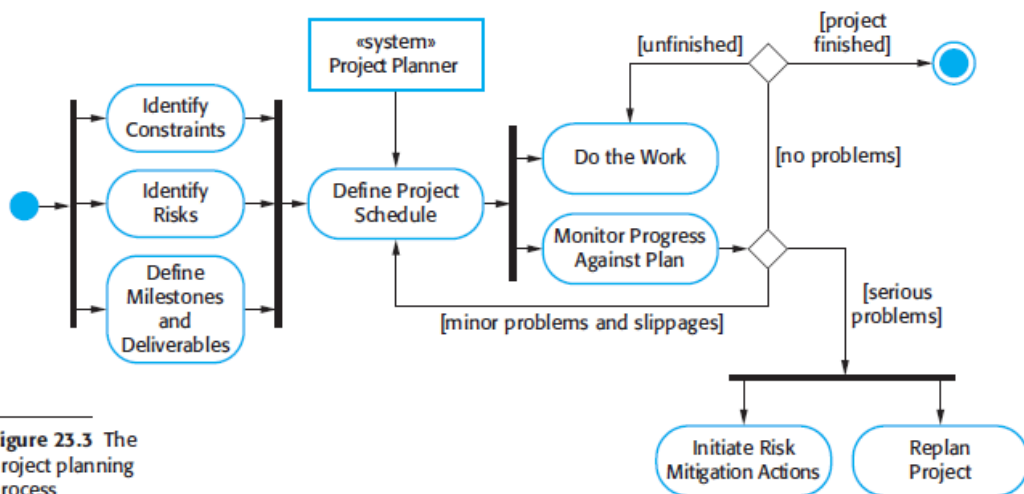 [project
finished]
[unfinished]
«system»
Project Planner
Identify
Constraints
Do the Work
[no problems]
Identify
Risks
Define Project
Schedule
Monitor Progress
Against Plan
Define
Milestones
and
Deliverables
[serious
problems]
[minor problems and slippages]
igure 23.3 The
roject planning
rocess
Initiate Risk
Mitigation Actions
Replan
Project